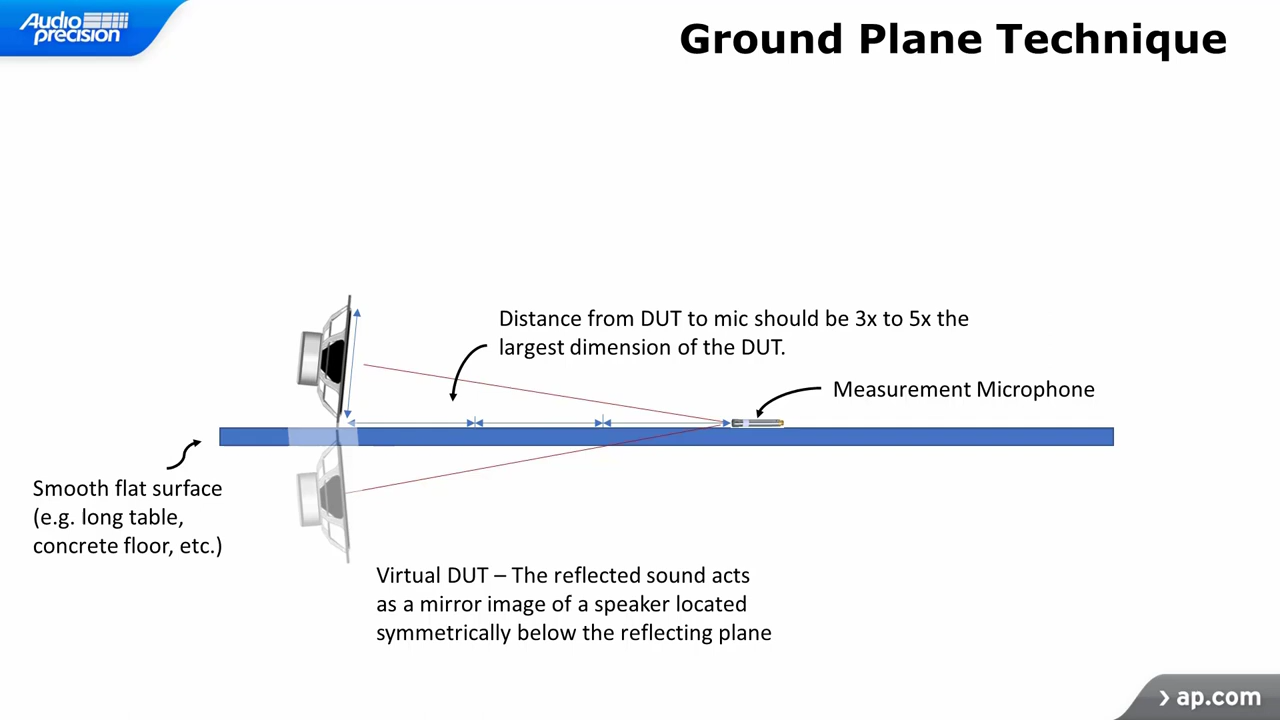 Audio
precision
Ground Plane Technique
Distance from DUT to mic should be 3x to 5x the
largest dimension of the DUT.
Measurement Microphone
Smooth flat surface
(e.g. long table,
concrete floor, etc.)
Virtual DUT – The reflected sound acts
as a mirror image of a speaker located
symmetrically below the reflecting plane
ap.com